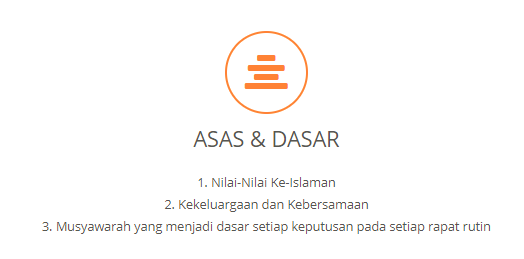 ASAS & DASAR
1. Nilai-Nilai Ke-Islaman
2. Kekeluargaan dan Kebersamaan
3. Musyawarah yang menjadi dasar setiap keputusan pada setiap rapat rutin